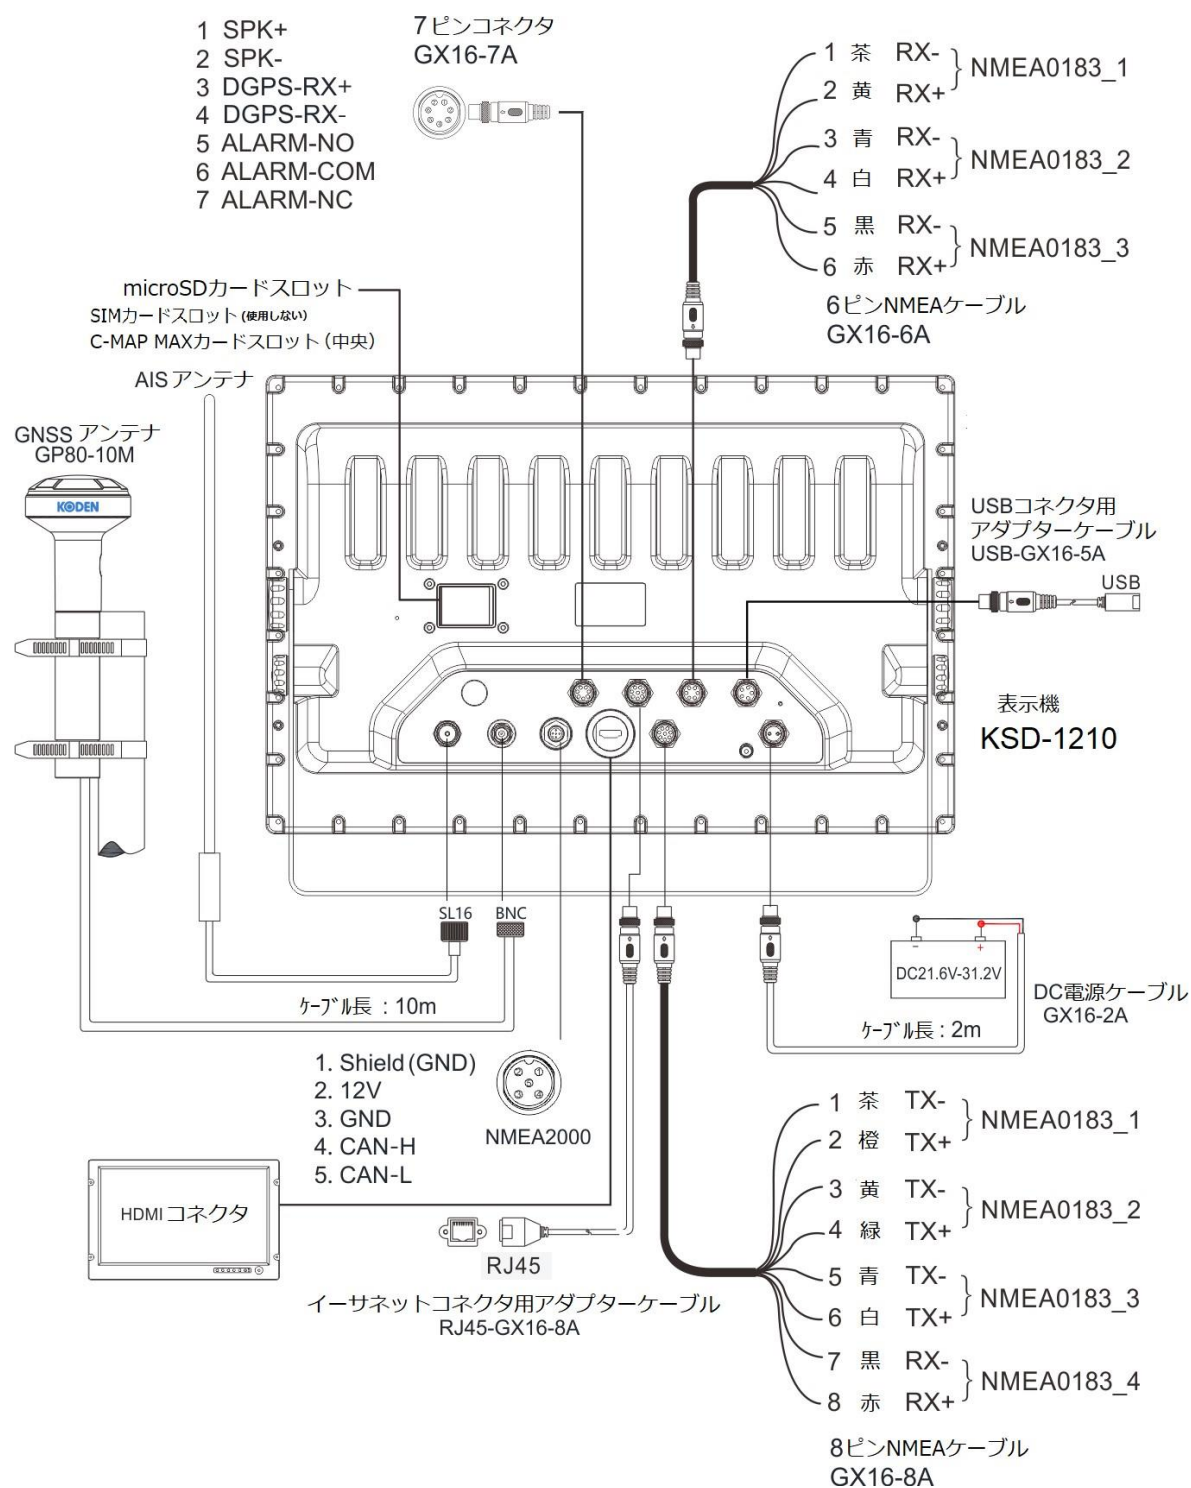 1 SPK+
2 SPK-
3 DGPS-RX+
4 DGPS-RX-
5 ALARM-NO
6 ALARM-COM
7 ALARM-NC
7ピンコネクタ
GX16-7A
1 茶 RX-
2 黄 RX+
NMEA0183_1
3 青 RX-
4 白 RX+
NMEA0183_2
5 黒 RX-
6 赤 RX+
NMEA0183_3
6ピンNMEAケーブル
GX16-6A
microSDカードスロット
SIMカードスロット(使用しない)
C-MAP MAXカードスロット(中央)
AISアンテナ
GNSS アンテナ
GP80-10M
KODEN
USBコネクタ用
アダプターケーブル
USB-GX16-5A
USB
表示機
KSD-1210
SL16
BNC
ケーブル長:10m
- +
DC21.6V-31.2V
DC電源ケーブル
GX16-2A
ケーブル長:2m
1. Shield(GND)
2. 12V
3. GND
4. CAN-H
5. CAN-L
2 1
5
3 4
NMEA2000
HDMIコネクタ
RJ45
イーサネットコネクタ用アダプターケーブル
RJ45-GX16-8A
1 茶 TX-
2 橙 TX+
NMEA0183_1
3 黄 TX-
4 緑 TX+
NMEA0183_2
5 青 TX-
6 白 TX+
NMEA0183_3
7 黒 RX-
8 赤 RX+
NMEA0183_4
8ピンNMEAケーブル
GX16-8A